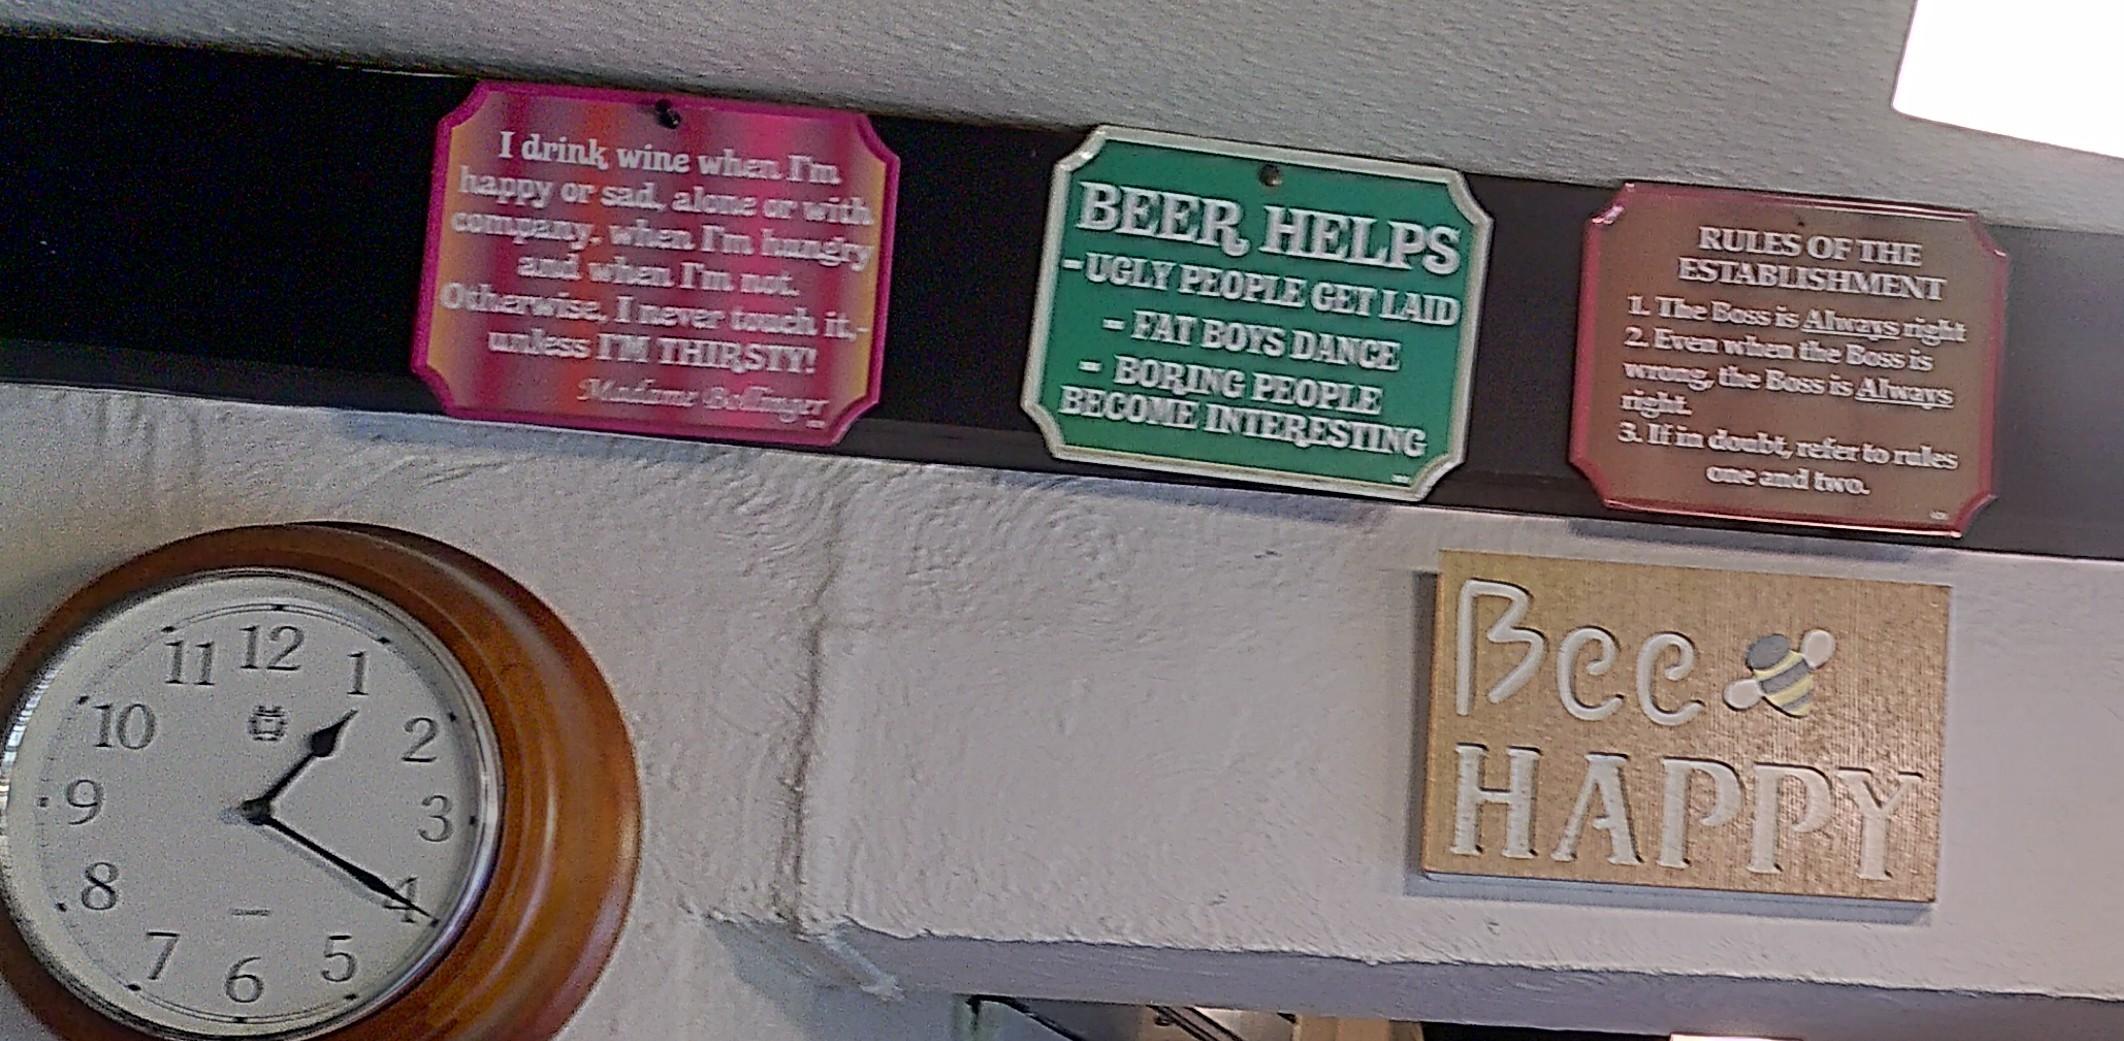 I drink wine when I'm
happy or sad, alone or with
company, when I'm hungry
and when I'm not.
Otherwise, I never touch it,-
unless I'M THIRSTY!
Madame Bollinger
BEER HELPS
-UGLY PEOPLE GET LAID
- FAT BOYS DANCE
- BORING PEOPLE
BECOME INTERESTING
RULES OF THE
ESTABLISHMENT
1. The Boss is Always right
2. Even when the Boss is
wrong, the Boss is Always
right.
3. If in doubt, refer to rules
one and two.
Bee
HAPPY
12
1
2
3
4
5
6
7
8
9
10
11